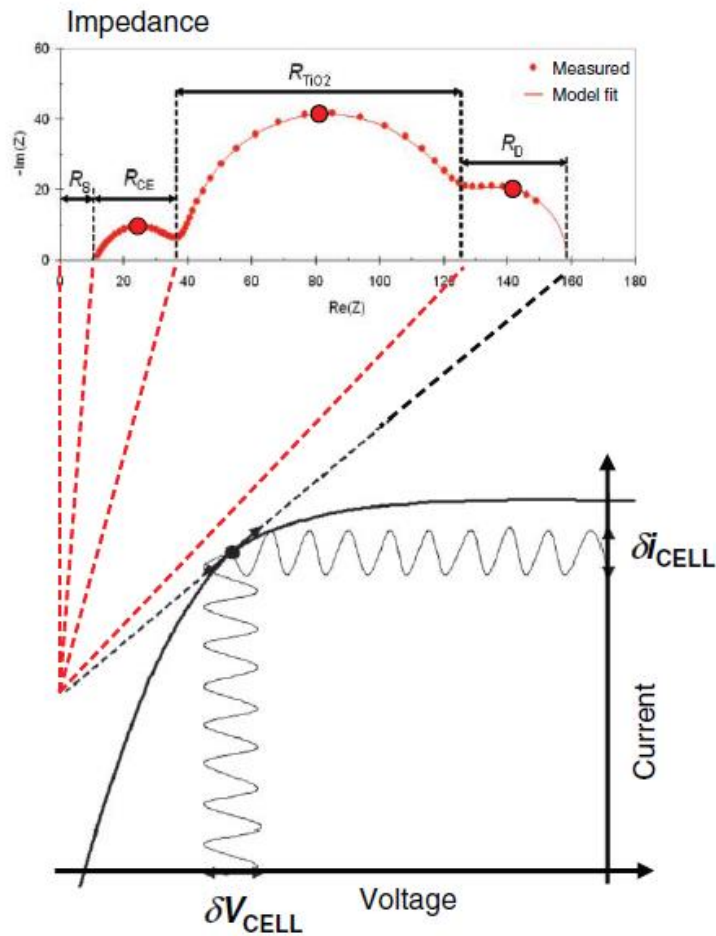 Impedance
60
40
20
0
-Im(Z)
R_TiO2
Measured
Model fit
R_S
R_CE
R_D
0 20 40 60 80 100 120 140 160 180
Re(Z)
δi_CELL
Current
Voltage
δV_CELL